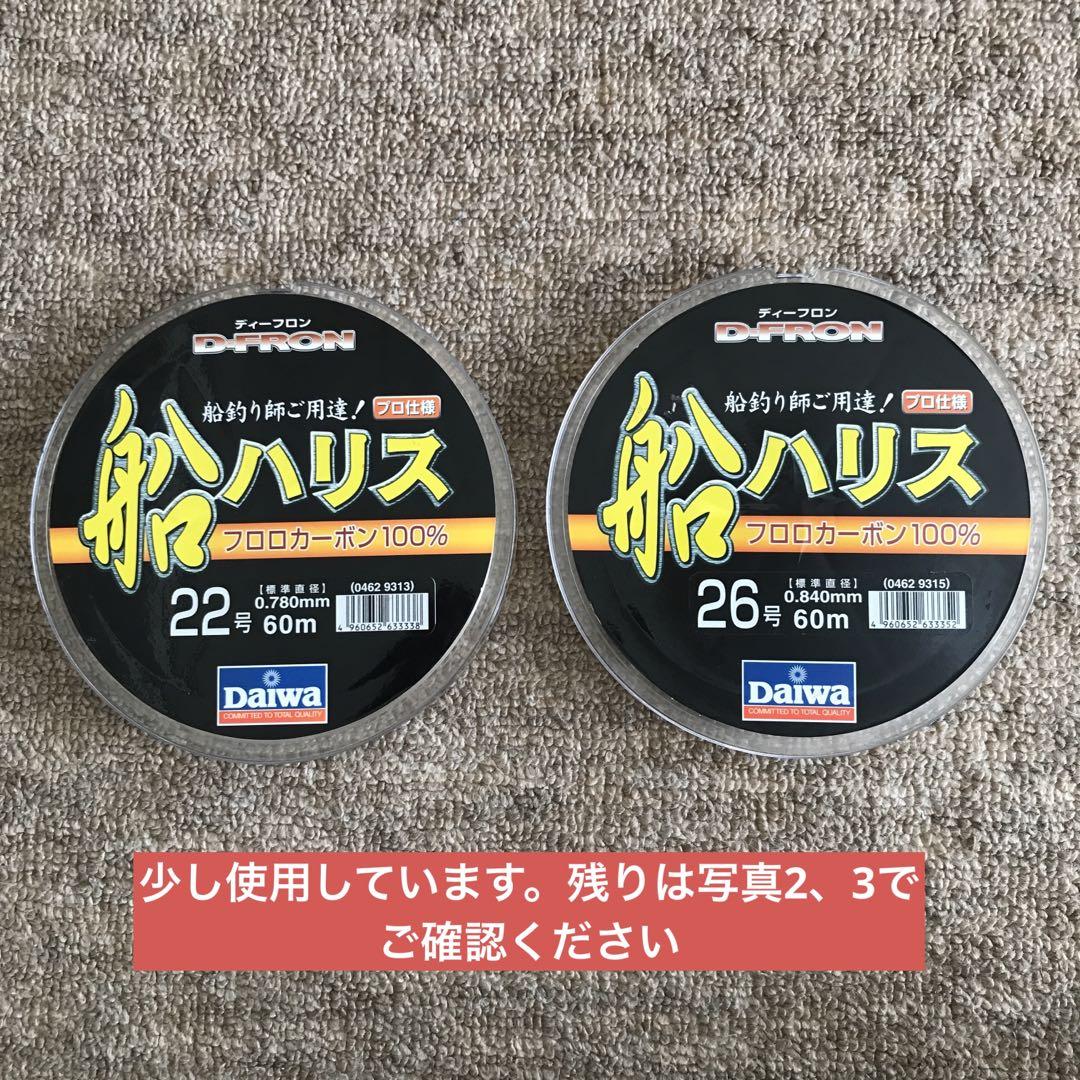 ディーフロン
D-FRON
船釣り師ご用達!
プロ仕様
船ハリス
フロロカーボン100%
22号
【標準直径】
0.780mm
60m
(0462 9313)
4 960652 633338
Daiwa
COMMITTED TO TOTAL QUALITY
ディーフロン
D-FRON
船釣り師ご用達!
プロ仕様
船ハリス
フロロカーボン100%
26号
【標準直径】
0.840mm
60m
(0462 9315)
4 960652 633352
Daiwa
COMMITTED TO TOTAL QUALITY
少し使用しています。残りは写真2、3で
ご確認ください